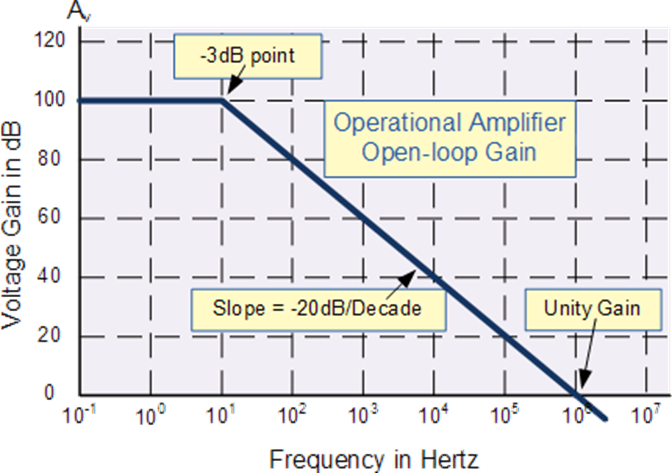 Av
120
100
80
60
40
20
0
Voltage Gain in dB
-3dB point
Operational Amplifier
Open-loop Gain
Slope = -20dB/Decade
Unity Gain
10-1 100 101 102 103 104 105 106 107
Frequency in Hertz